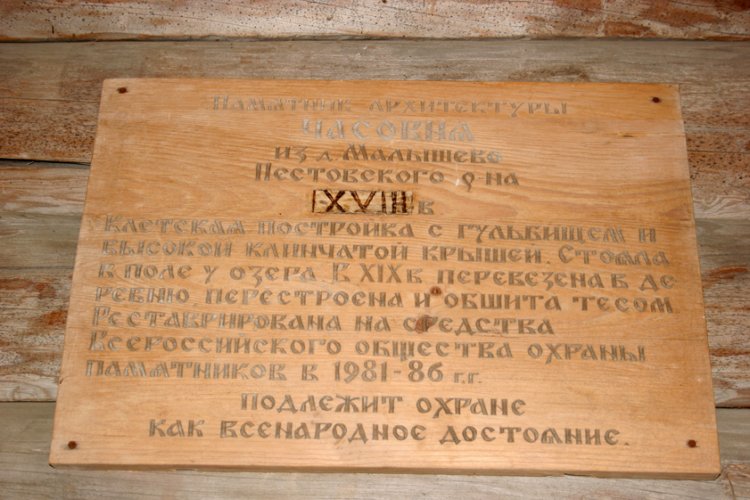 Памятник архитектуры
ЧАСОВНЯ
из д. Малышево
Пестовского р-на
XVIII в
Клетская постройка с гульбищем и
высокой клинчатой крышей. Стояла
в поле у озера. В XIX в перевезена в де
ревню, перестроена и обшита тесом.
Реставрирована на средства
Всероссийского общества охраны
памятников в 1981-86 г.г.
подлежит охране
как всенародное достояние.